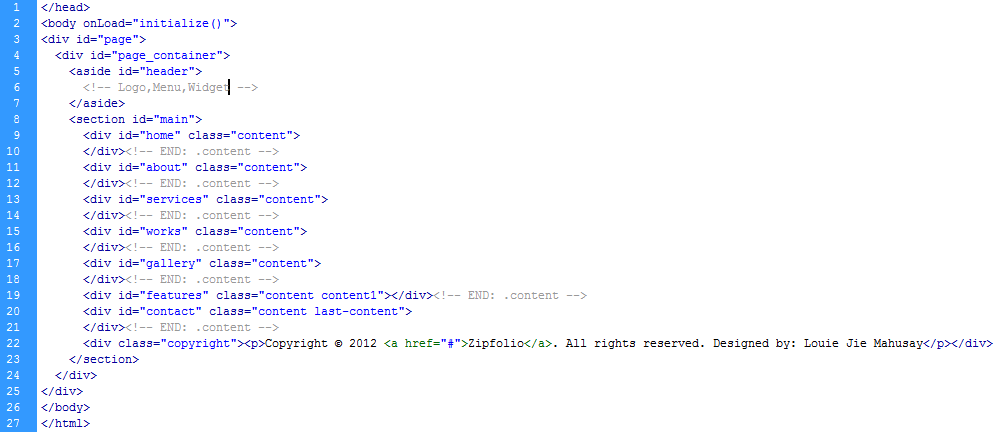 1 </head>
2 <body onLoad="initialize()">
3 <div id="page">
4 <div id="page_container">
5 <aside id="header">
6 <!-- Logo,Menu,Widget -->
7 </aside>
8 <section id="main">
9 <div id="home" class="content">
10 </div><!-- END: .content -->
11 <div id="about" class="content">
12 </div><!-- END: .content -->
13 <div id="services" class="content">
14 </div><!-- END: .content -->
15 <div id="works" class="content">
16 </div><!-- END: .content -->
17 <div id="gallery" class="content">
18 </div><!-- END: .content -->
19 <div id="features" class="content content1"></div><!-- END: .content -->
20 <div id="contact" class="content last-content">
21 </div><!-- END: .content -->
22 <div class="copyright"><p>Copyright © 2012 <a href="#">Zipfolio</a>. All rights reserved. Designed by: Louie Jie Mahusay</p></div>
23 </section>
24 </div>
25 </div>
26 </body>
27 </html>